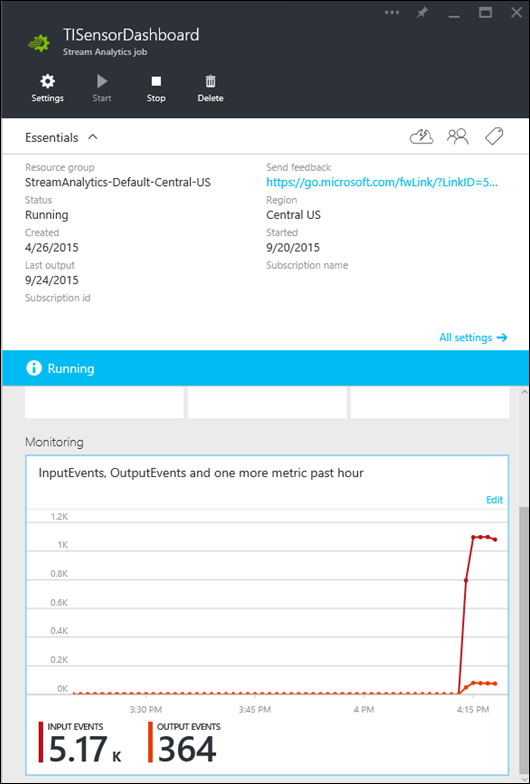 TISensorDashboard
Stream Analytics job
Settings Start Stop Delete
Essentials
Resource group Send feedback
StreamAnalytics-Default-Central-US https://go.microsoft.com/fwLink/?LinkID=5...
Status Region
Running Central US
Created Started
4/26/2015 9/20/2015
Last output Subscription name
9/24/2015
Subscription id
All settings →
Running
Monitoring
InputEvents, OutputEvents and one more metric past hour
Edit
1.2K
1K
0.8K
0.6K
0.4K
0.2K
0K
3:30 PM 3:45 PM 4 PM 4:15 PM
INPUT EVENTS OUTPUT EVENTS
5.17 K 364